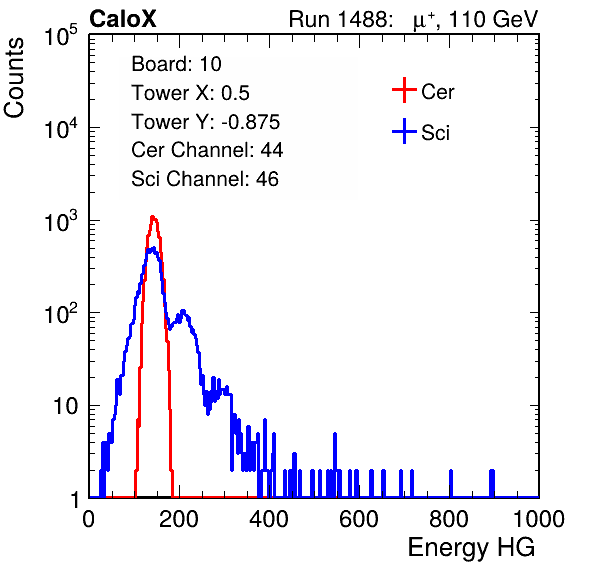 CaloX Run 1488: μ⁺, 110 GeV
Counts
Board: 10
Tower X: 0.5
Tower Y: -0.875
Cer Channel: 44
Sci Channel: 46
Cer
Sci
10⁵
10⁴
10³
10²
10
1
0 200 400 600 800 1000
Energy HG